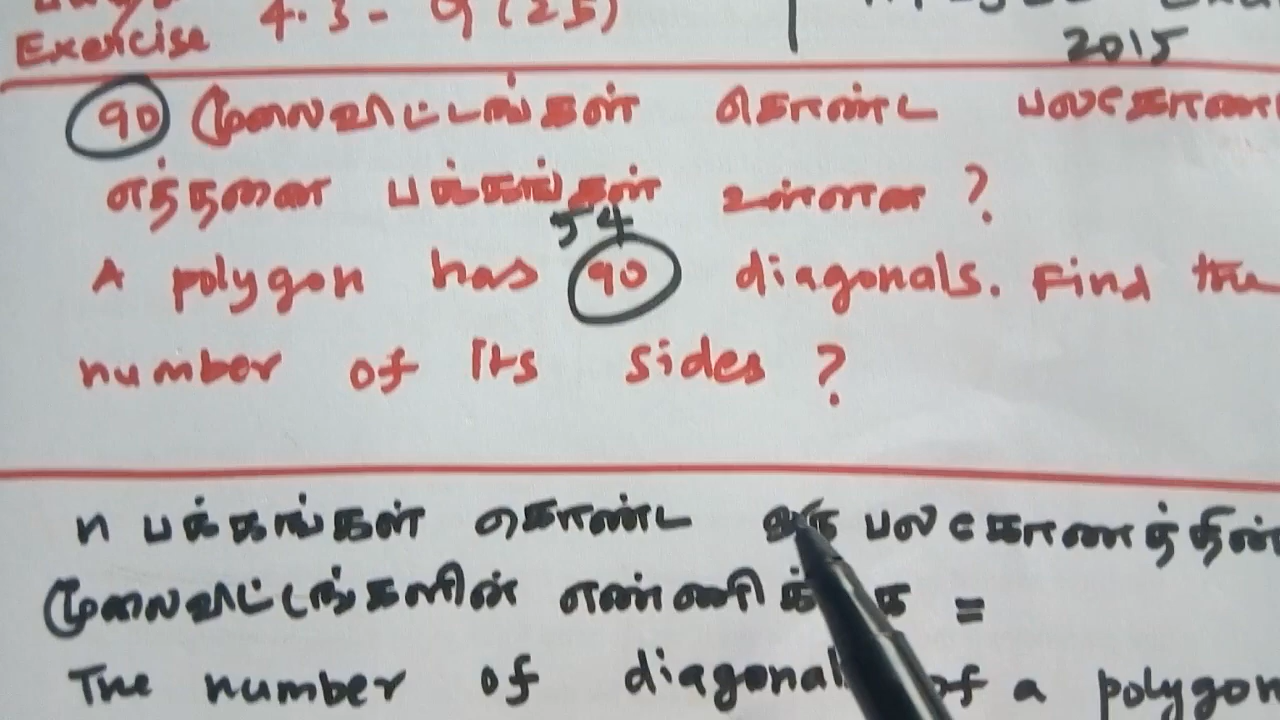 Exercise 4.3 - 9 (25)
2015
90 மூலைவிட்டங்கள் கொண்ட பலகோண
எத்தனை பக்கங்கள் உள்ளன ?
54
A polygon has 90 diagonals. Find the
number of its sides ?
n பக்கங்கள் கொண்ட ஒரு பலகோணத்தின்
மூலைவிட்டங்களின் எண்ணிக்கை =
The number of diagonal of a polygon